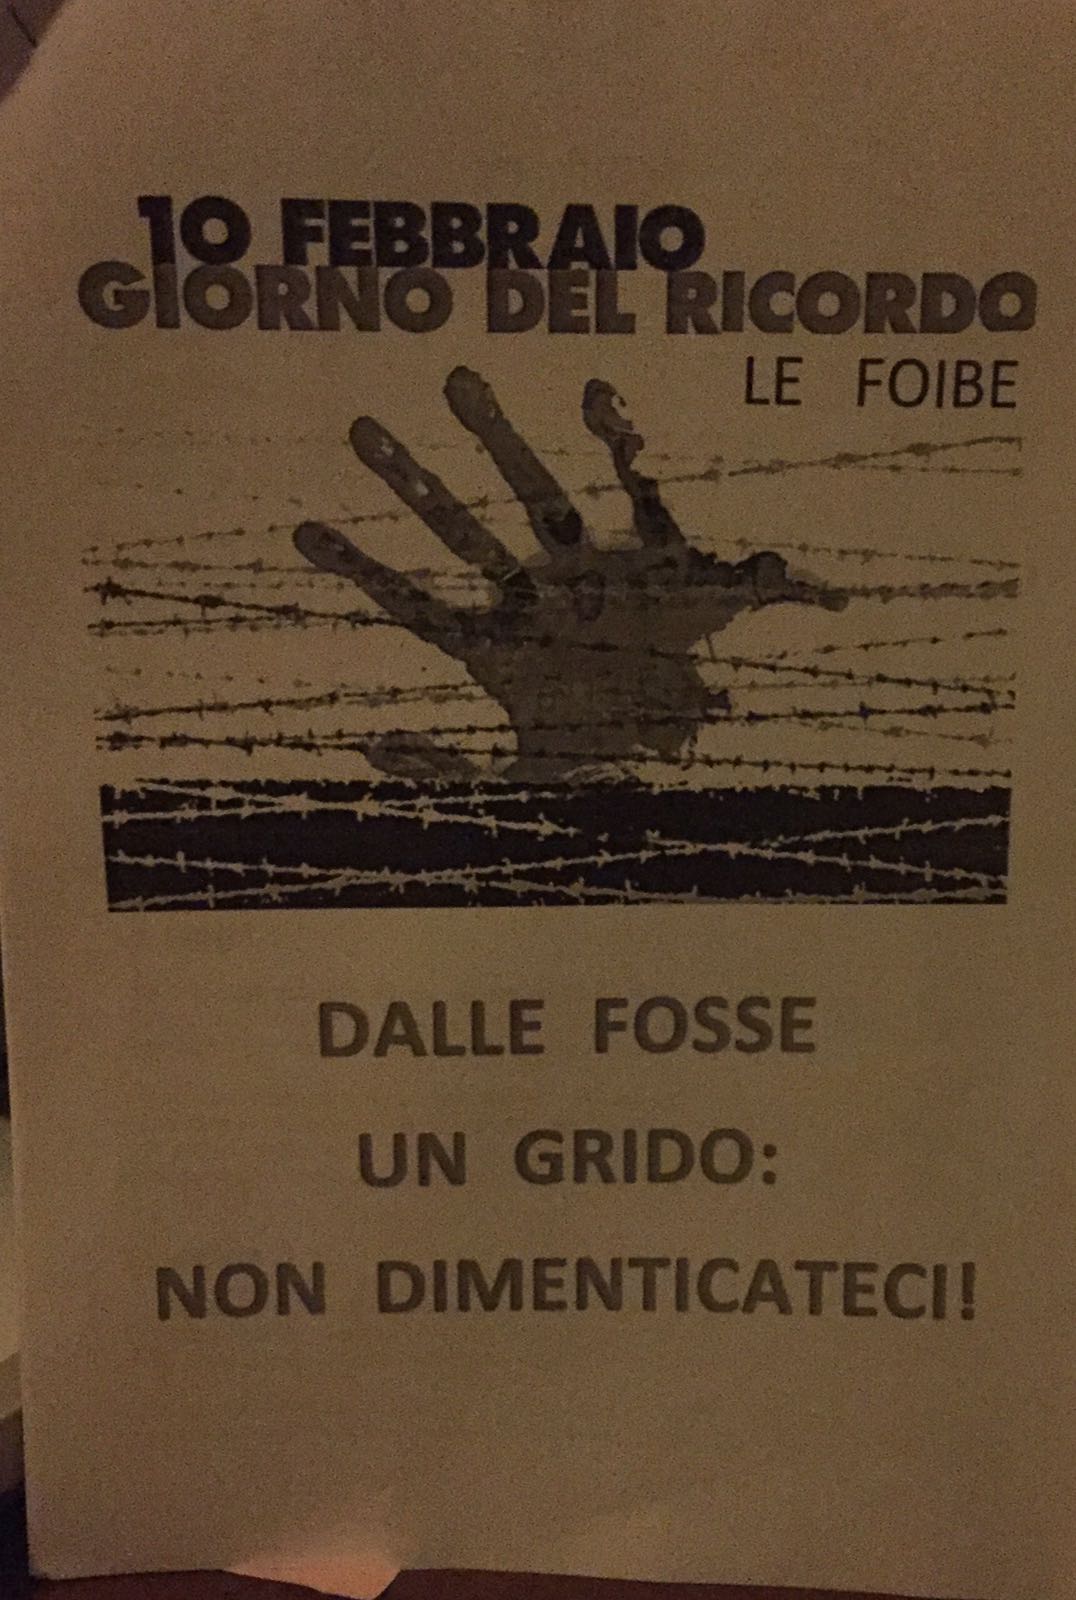 10 FEBBRAIO
GIORNO DEL RICORDO
LE FOIBE
DALLE FOSSE
UN GRIDO:
NON DIMENTICATECI!